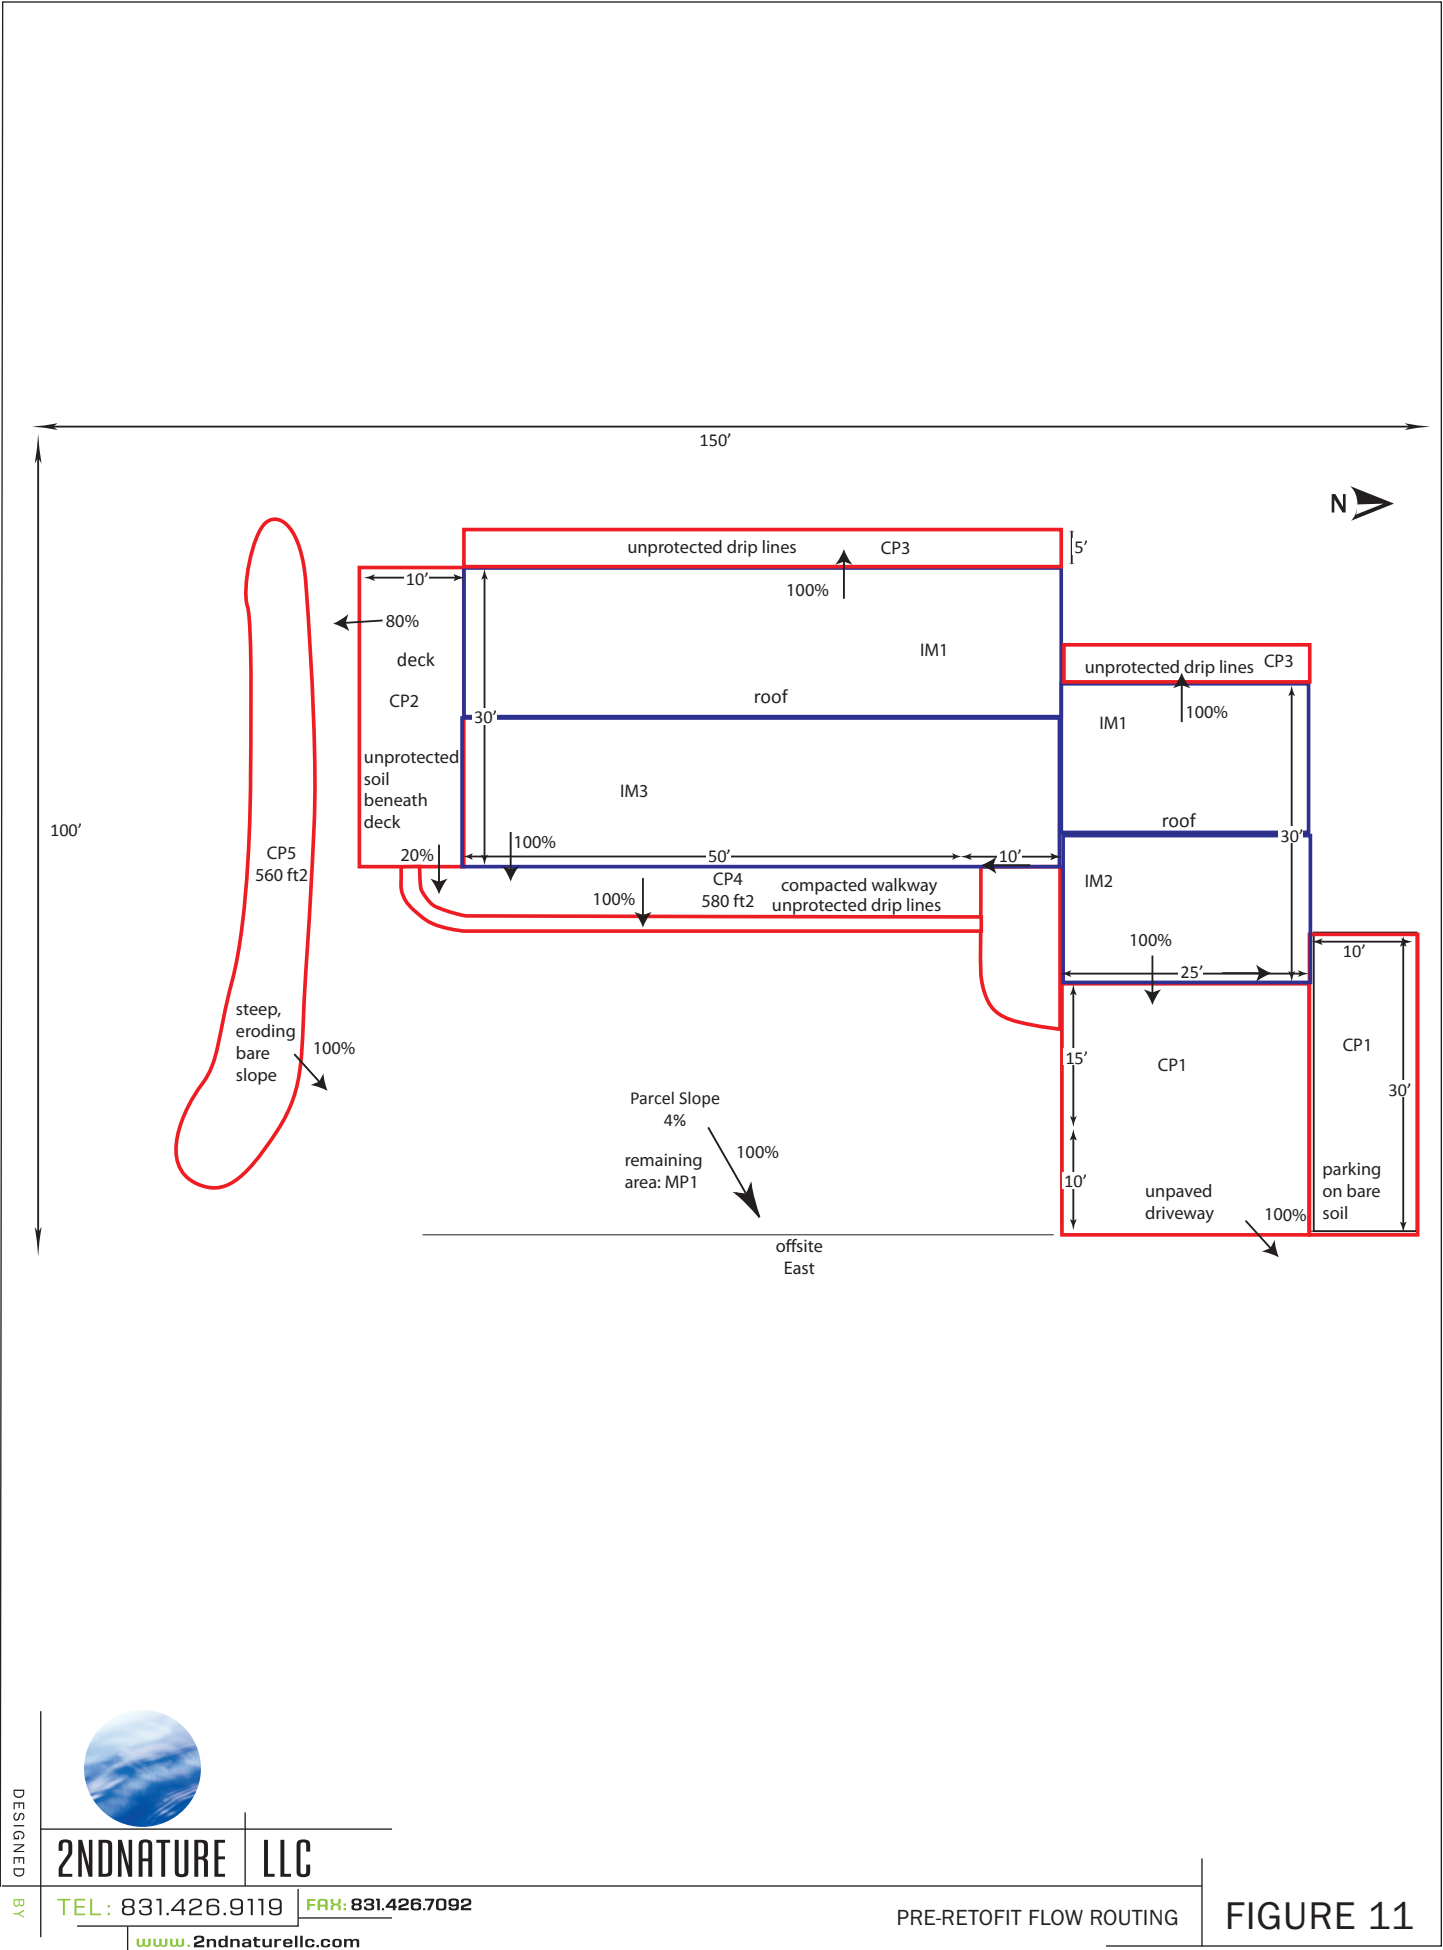 150’
N
unprotected drip lines
CP3
5’
100%
10’
80%
deck
CP2
IM1
roof
30’
unprotected
soil
beneath
deck
IM3
20%
100%
50’
10’
unprotected drip lines
CP3
IM1
100%
roof
30’
IM2
100%
25’
100’
CP5
560 ft2
CP4
580 ft2
compacted walkway
unprotected drip lines
100%
steep,
eroding
bare
slope
100%
10’
15’
CP1
CP1
30’
Parcel Slope
4%
100%
remaining
area: MP1
10’
unpaved
driveway
100%
parking
on bare
soil
offsite
East
DESIGNED BY
2NDNATURE LLC
TEL: 831.426.9119
FAX: 831.426.7092
www.2ndnaturellc.com
PRE-RETOFIT FLOW ROUTING
FIGURE 11